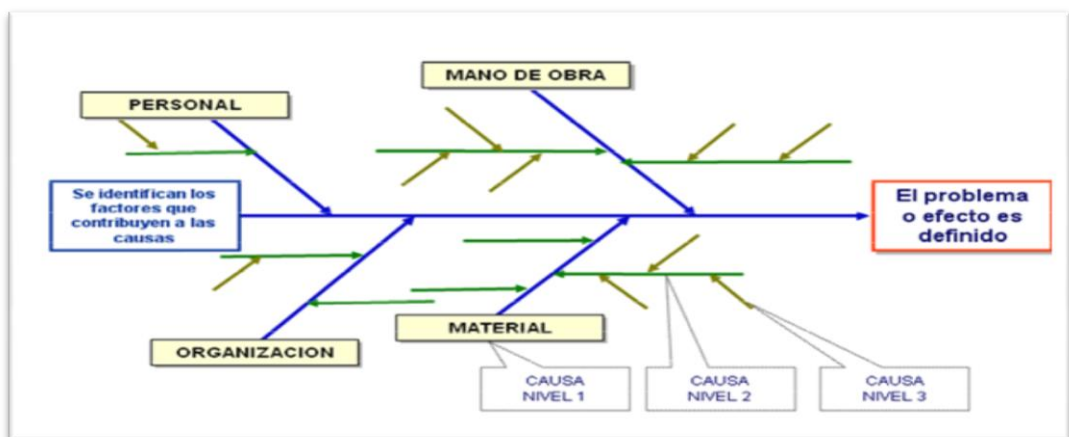 MANO DE OBRA
PERSONAL
Se identifican los
factores que
contribuyen a las
causas
El problema
o efecto es
definido
ORGANIZACION
MATERIAL
CAUSA
NIVEL 1
CAUSA
NIVEL 2
CAUSA
NIVEL 3